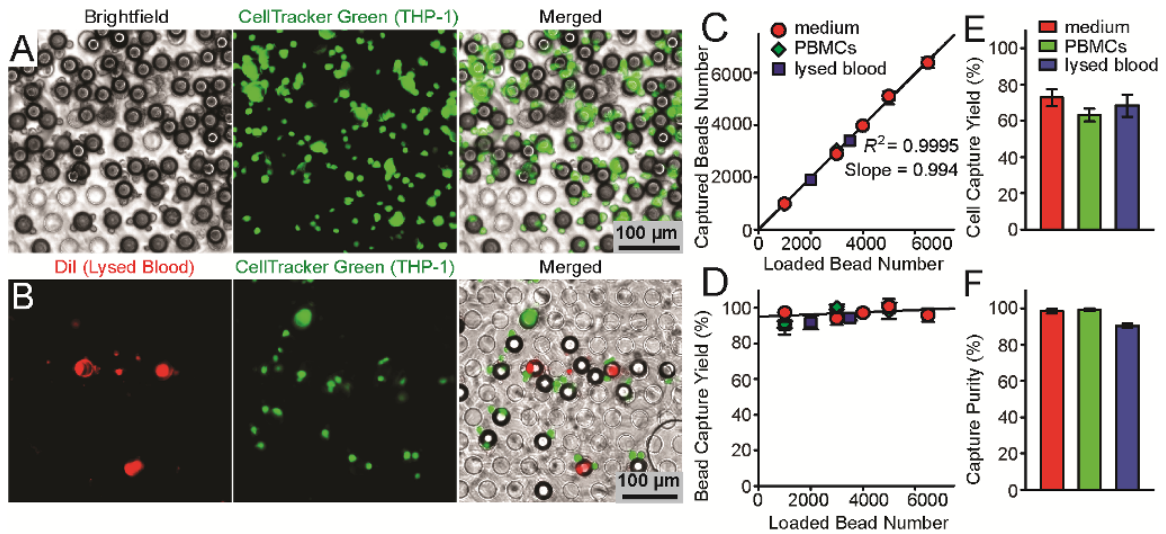 Brightfield
CellTracker Green (THP-1)
Merged
A
100 µm
DiI (Lysed Blood)
CellTracker Green (THP-1)
Merged
B
100 µm
C
medium
PBMCs
lysed blood
R² = 0.9995
Slope = 0.994
Captured Beads Number
6000
4000
2000
0
0 2000 4000 6000
Loaded Bead Number
D
Bead Capture Yield (%)
100
80
60
40
20
0
0 2000 4000 6000
Loaded Bead Number
E
medium
PBMCs
lysed blood
Cell Capture Yield (%)
100
80
60
40
20
0
F
Capture Purity (%)
100
80
60
40
20
0